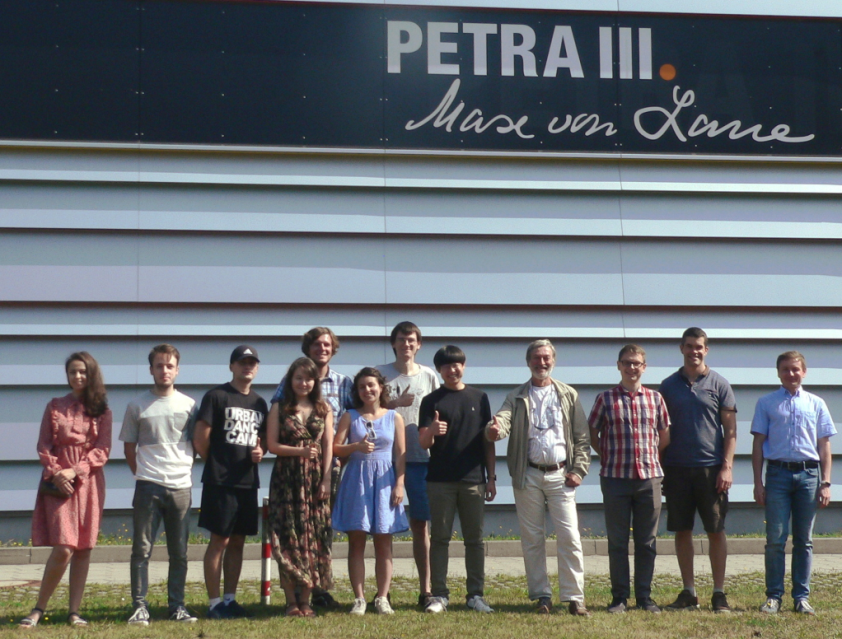 PETRA III.
Max von Laue
URBAN
DANCE
CAMP